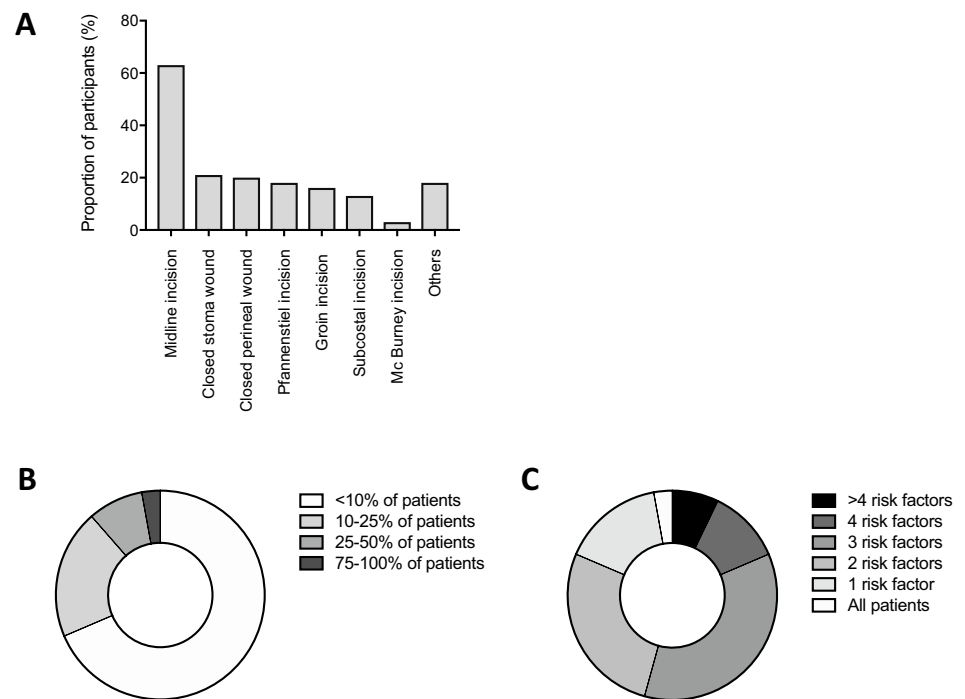 A
Proportion of participants (%)
80
60
40
20
0
Midline incision
Closed stoma wound
Closed perineal wound
Pfannenstiel incision
Groin incision
Subcostal incision
Mc Burney incision
Others
B
<10% of patients
10-25% of patients
25-50% of patients
75-100% of patients
C
>4 risk factors
4 risk factors
3 risk factors
2 risk factors
1 risk factor
All patients